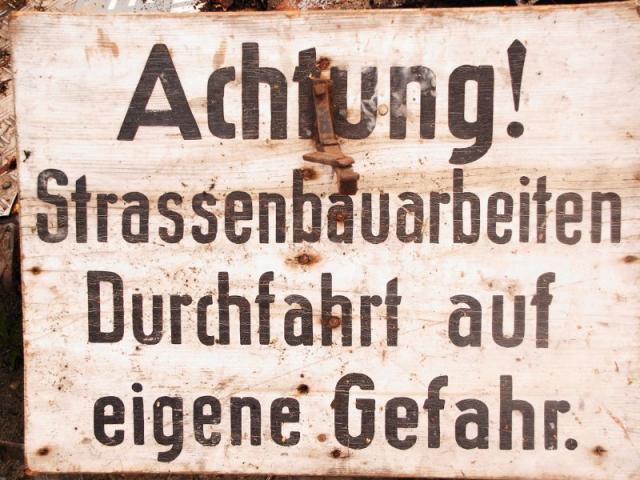 Achtung!
Strassenbauarbeiten
Durchfahrt auf
eigene Gefahr.